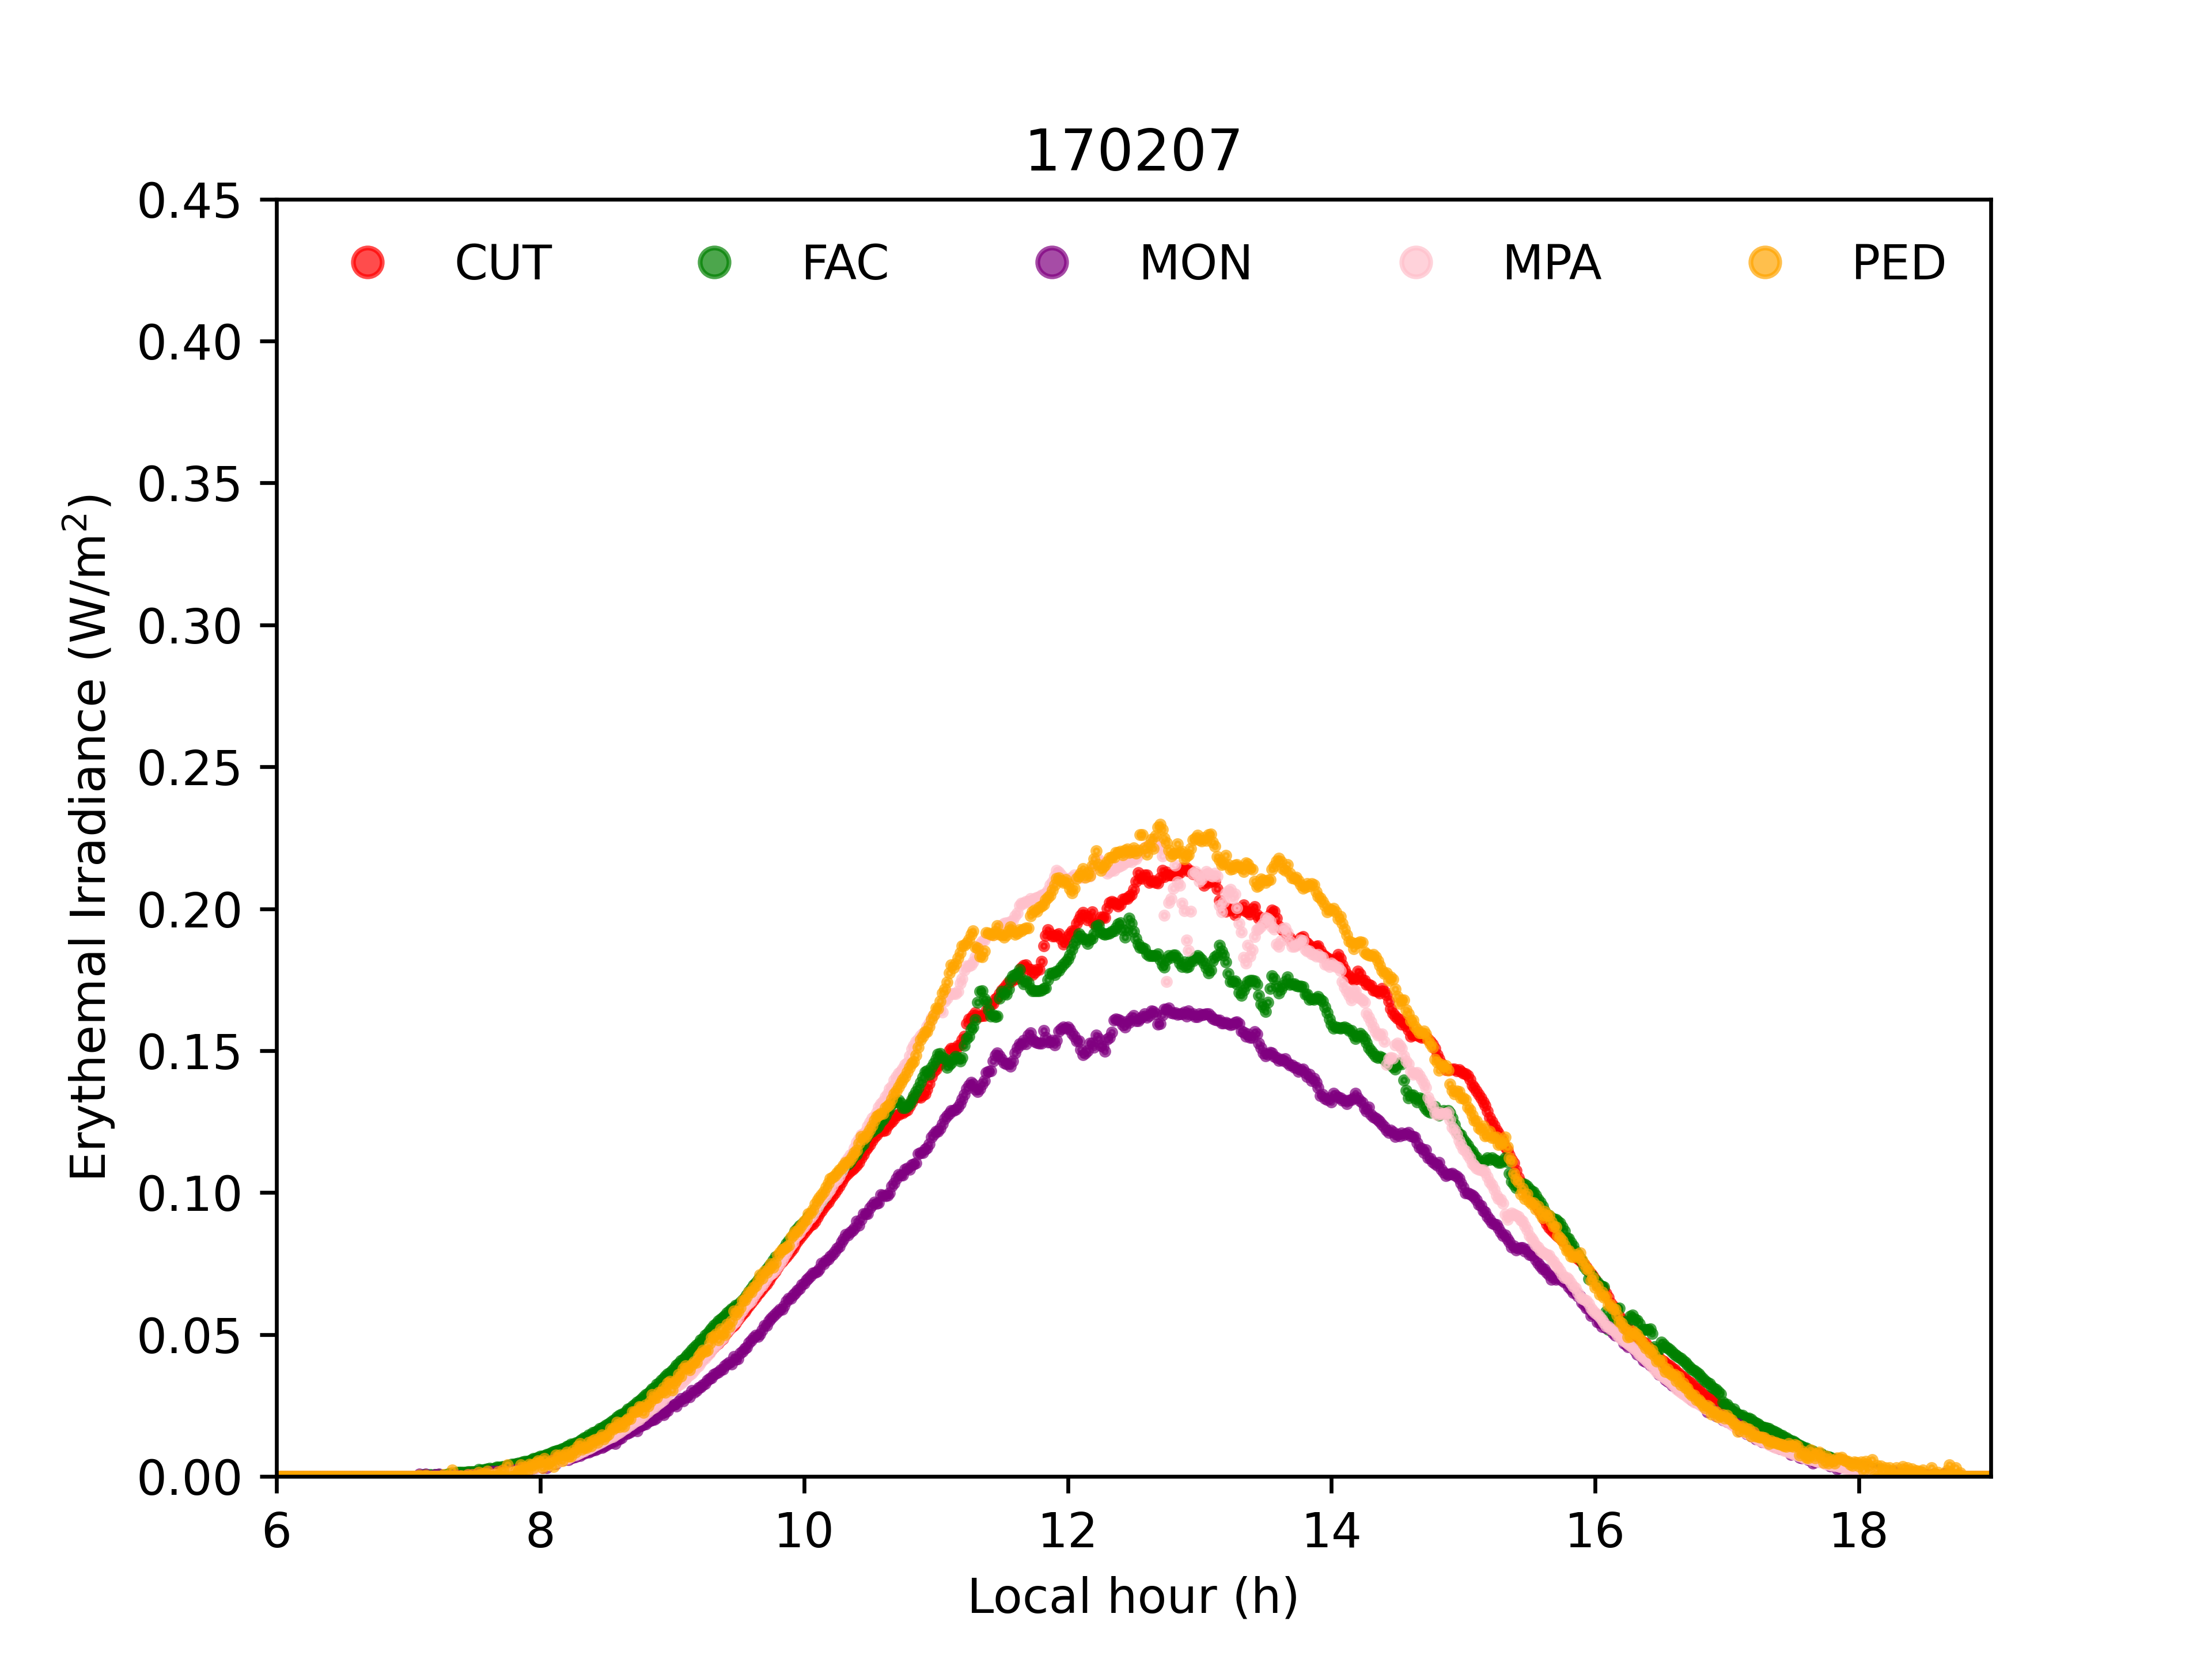 170207
CUT FAC MON MPA PED
0.45
0.40
0.35
0.30
0.25
0.20
0.15
0.10
0.05
0.00
Erythemal Irradiance (W/m²)
6 8 10 12 14 16 18
Local hour (h)